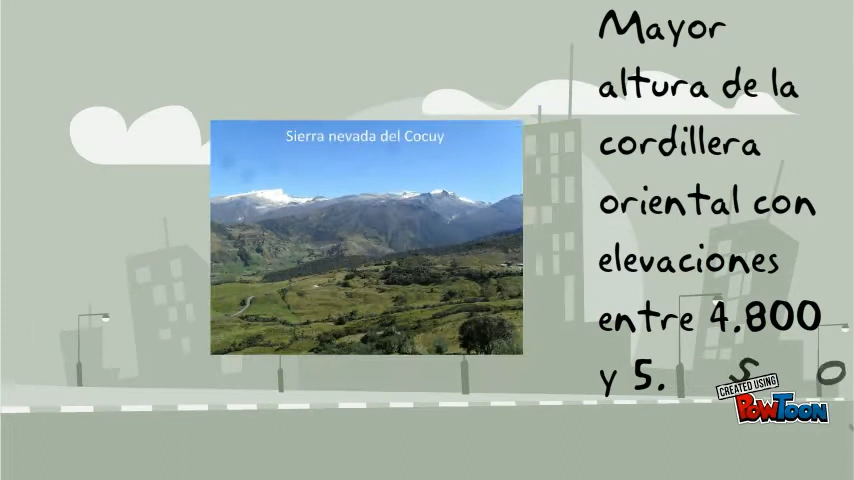 Sierra nevada del Cocuy
Mayor
altura de la
cordillera
oriental con
elevaciones
entre 4.800
y 5.
CREATED USING
POWTOON